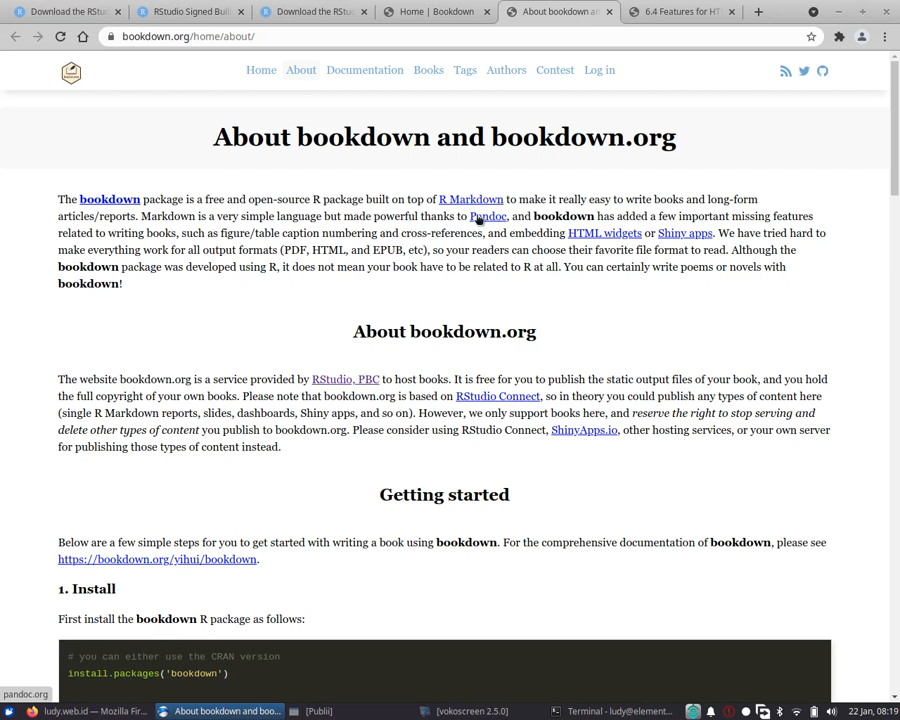 Download the RStu
RStudio Signed Buil
Download the RStu
Home | Bookdown
About bookdown an
6.4 Features for HT
bookdown.org/home/about/
Home About Documentation Books Tags Authors Contest Log in
About bookdown and bookdown.org
The bookdown package is a free and open-source R package built on top of R Markdown to make it really easy to write books and long-form
articles/reports. Markdown is a very simple language but made powerful thanks to Pandoc, and bookdown has added a few important missing features
related to writing books, such as figure/table caption numbering and cross-references, and embedding HTML widgets or Shiny apps. We have tried hard to
make everything work for all output formats (PDF, HTML, and EPUB, etc), so your readers can choose their favorite file format to read. Although the
bookdown package was developed using R, it does not mean your book have to be related to R at all. You can certainly write poems or novels with
bookdown!
About bookdown.org
The website bookdown.org is a service provided by RStudio, PBC to host books. It is free for you to publish the static output files of your book, and you hold
the full copyright of your own books. Please note that bookdown.org is based on RStudio Connect, so in theory you could publish any types of content here
(single R Markdown reports, slides, dashboards, Shiny apps, and so on). However, we only support books here, and reserve the right to stop serving and
delete other types of content you publish to bookdown.org. Please consider using RStudio Connect, ShinyApps.io, other hosting services, or your own server
for publishing those types of content instead.
Getting started
Below are a few simple steps for you to get started with writing a book using bookdown. For the comprehensive documentation of bookdown, please see
https://bookdown.org/yihui/bookdown.
1. Install
First install the bookdown R package as follows:
# you can either use the CRAN version
install.packages('bookdown')
pandoc.org
ludy.web.id — Mozilla Fir...
About bookdown and boo...
[Publii]
[vokoscreen 2.5.0]
Terminal - ludy@element...
22 Jan, 08:19